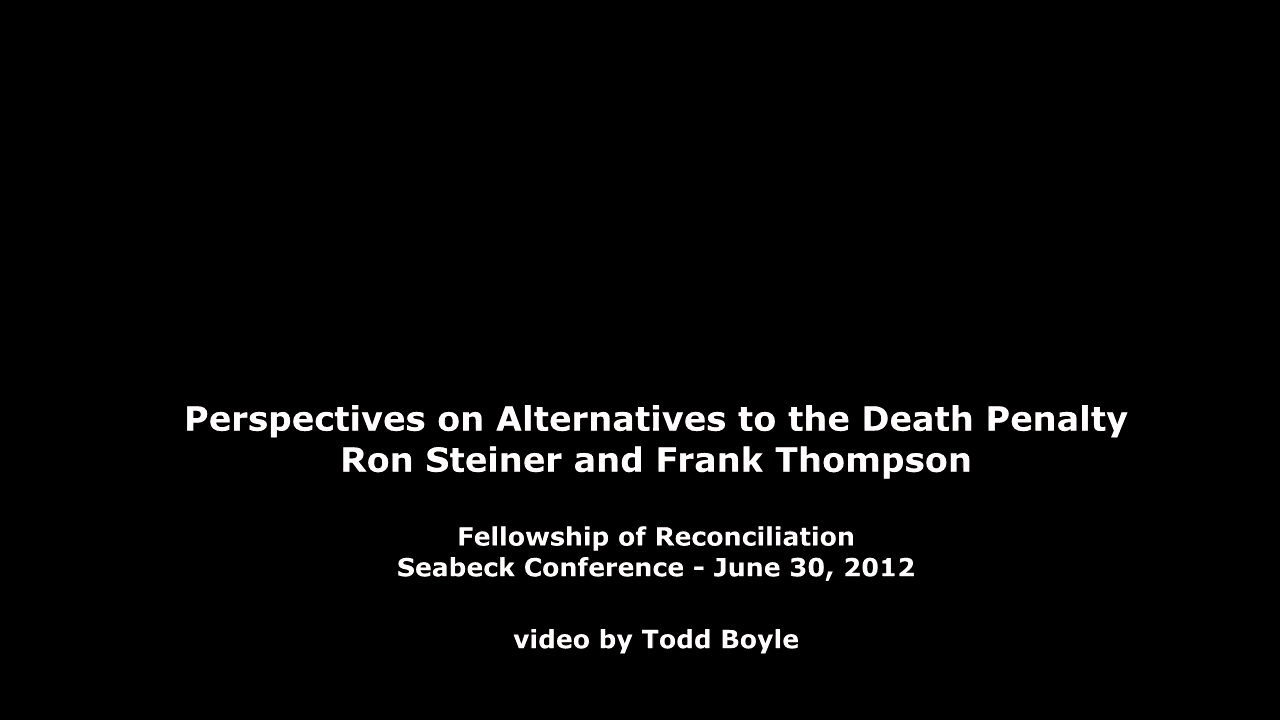 Perspectives on Alternatives to the Death Penalty
Ron Steiner and Frank Thompson
Fellowship of Reconciliation
Seabeck Conference - June 30, 2012
video by Todd Boyle